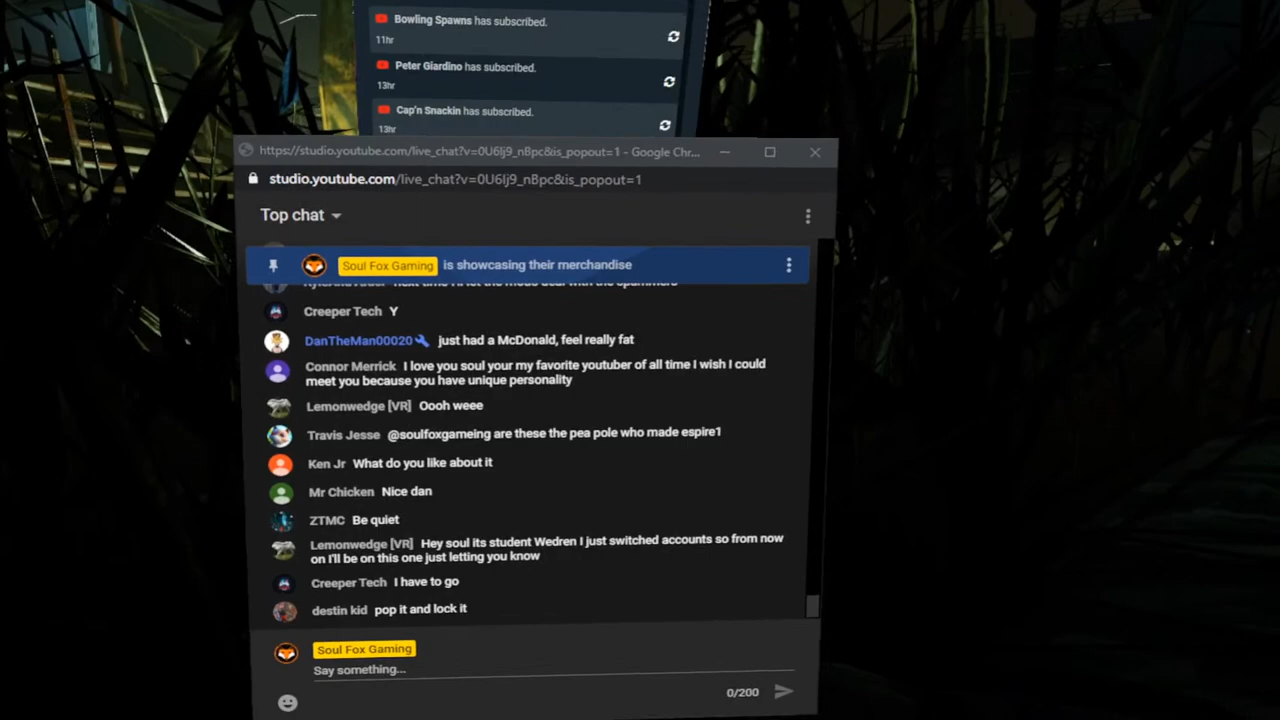 Bowling Spawns has subscribed.
11hr
Peter Giardino has subscribed.
13hr
Cap'n Snackin has subscribed.
13hr
https://studio.youtube.com/live_chat?v=0U6lj9_nBpc&is_popout=1 - Google Chr...
studio.youtube.com/live_chat?v=0U6lj9_nBpc&is_popout=1
Top chat
Soul Fox Gaming is showcasing their merchandise
Creeper Tech Y
DanTheMan00020 just had a McDonald, feel really fat
Connor Merrick I love you soul your my favorite youtuber of all time I wish I could
meet you because you have unique personality
Lemonwedge [VR] Oooh weee
Travis Jesse @soulfoxgameing are these the pea pole who made espire1
Ken Jr What do you like about it
Mr Chicken Nice dan
ZTMC Be quiet
Lemonwedge [VR] Hey soul its student Wedren I just switched accounts so from now
on I'll be on this one just letting you know
Creeper Tech I have to go
destin kid pop it and lock it
Soul Fox Gaming
Say something...
0/200